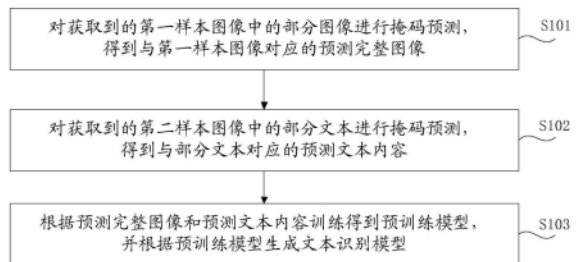 对获取到的第一样本图像中的部分图像进行掩码预测，
得到与第一样本图像对应的预测完整图像
S101
对获取到的第二样本图像中的部分文本进行掩码预测，
得到与部分文本对应的预测文本内容
S102
根据预测完整图像和预测文本内容训练得到预训练模型，
并根据预训练模型生成文本识别模型
S103